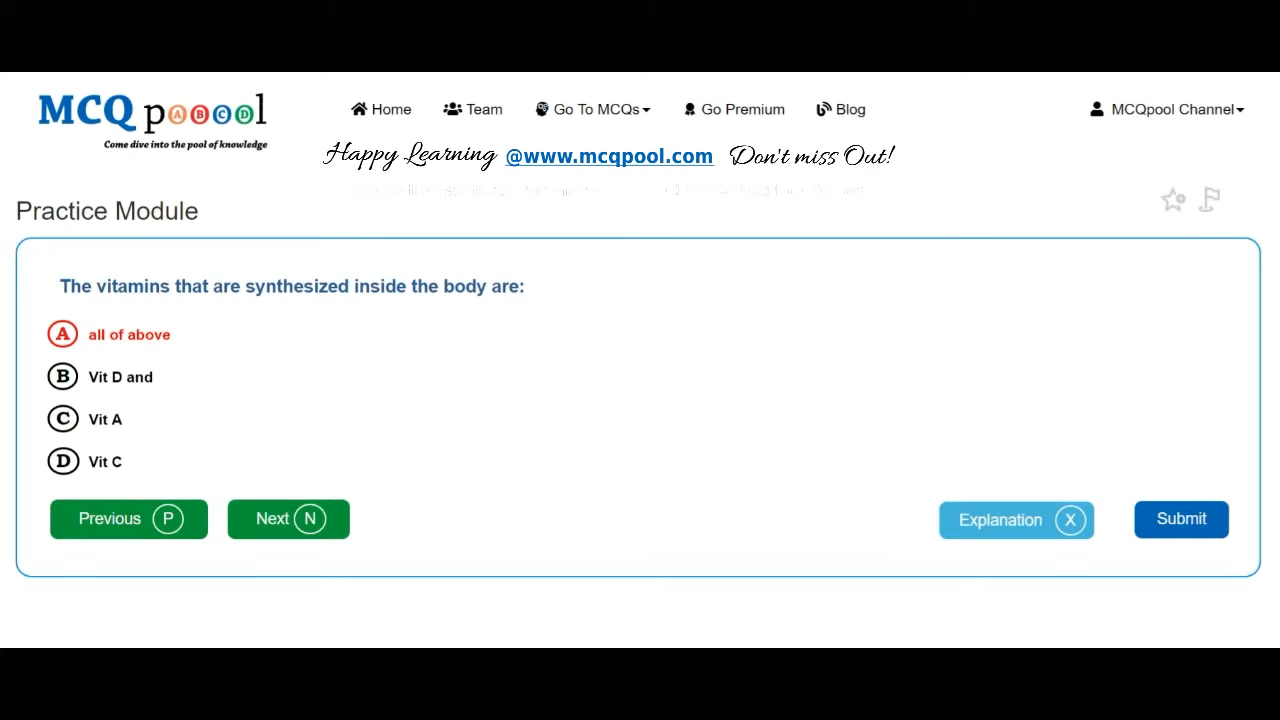 MCQ pABCDl
Come dive into the pool of knowledge
Home Team Go To MCQs Go Premium Blog MCQpool Channel
Happy Learning @www.mcqpool.com Don't miss Out!
Practice Module
The vitamins that are synthesized inside the body are:
A all of above
B Vit D and
C Vit A
D Vit C
Previous P Next N Explanation X Submit